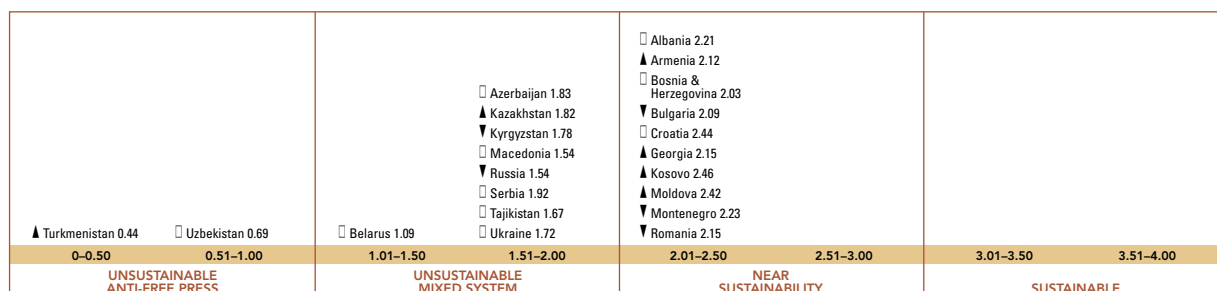 Albania 2.21
▲ Armenia 2.12
Bosnia &
Herzegovina 2.03
Azerbaijan 1.83
▼ Bulgaria 2.09
▲ Kazakhstan 1.82
Croatia 2.44
▼ Kyrgyzstan 1.78
▲ Georgia 2.15
Macedonia 1.54
▲ Kosovo 2.46
▼ Russia 1.54
▲ Moldova 2.42
Serbia 1.92
▼ Montenegro 2.23
Tajikistan 1.67
▲ Turkmenistan 0.44
Uzbekistan 0.69
Belarus 1.09
Ukraine 1.72
▼ Romania 2.15
0–0.50 0.51–1.00 1.01–1.50 1.51–2.00 2.01–2.50 2.51–3.00 3.01–3.50 3.51–4.00
UNSUSTAINABLE
ANTI-FREE PRESS
UNSUSTAINABLE
MIXED SYSTEM
NEAR
SUSTAINABILITY
SUSTAINABLE